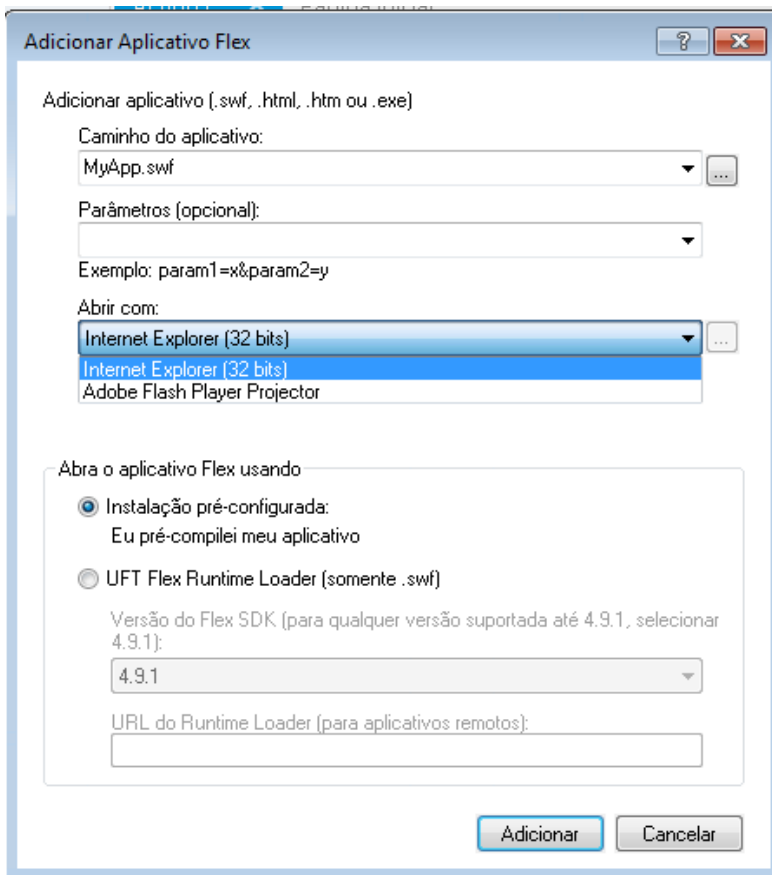 Adicionar Aplicativo Flex
Adicionar aplicativo (.swf, .html, .htm ou .exe)
Caminho do aplicativo:
MyApp.swf
...
Parâmetros (opcional):
Exemplo: param1=x&param2=y
Abrir com:
Internet Explorer (32 bits)
...
Internet Explorer (32 bits)
Adobe Flash Player Projector
Abra o aplicativo Flex usando
Instalação pré-configurada:
Eu pré-compilei meu aplicativo
UFT Flex Runtime Loader (somente .swf)
Versão do Flex SDK (para qualquer versão suportada até 4.9.1, selecionar
4.9.1):
4.9.1
URL do Runtime Loader (para aplicativos remotos):
Adicionar
Cancelar